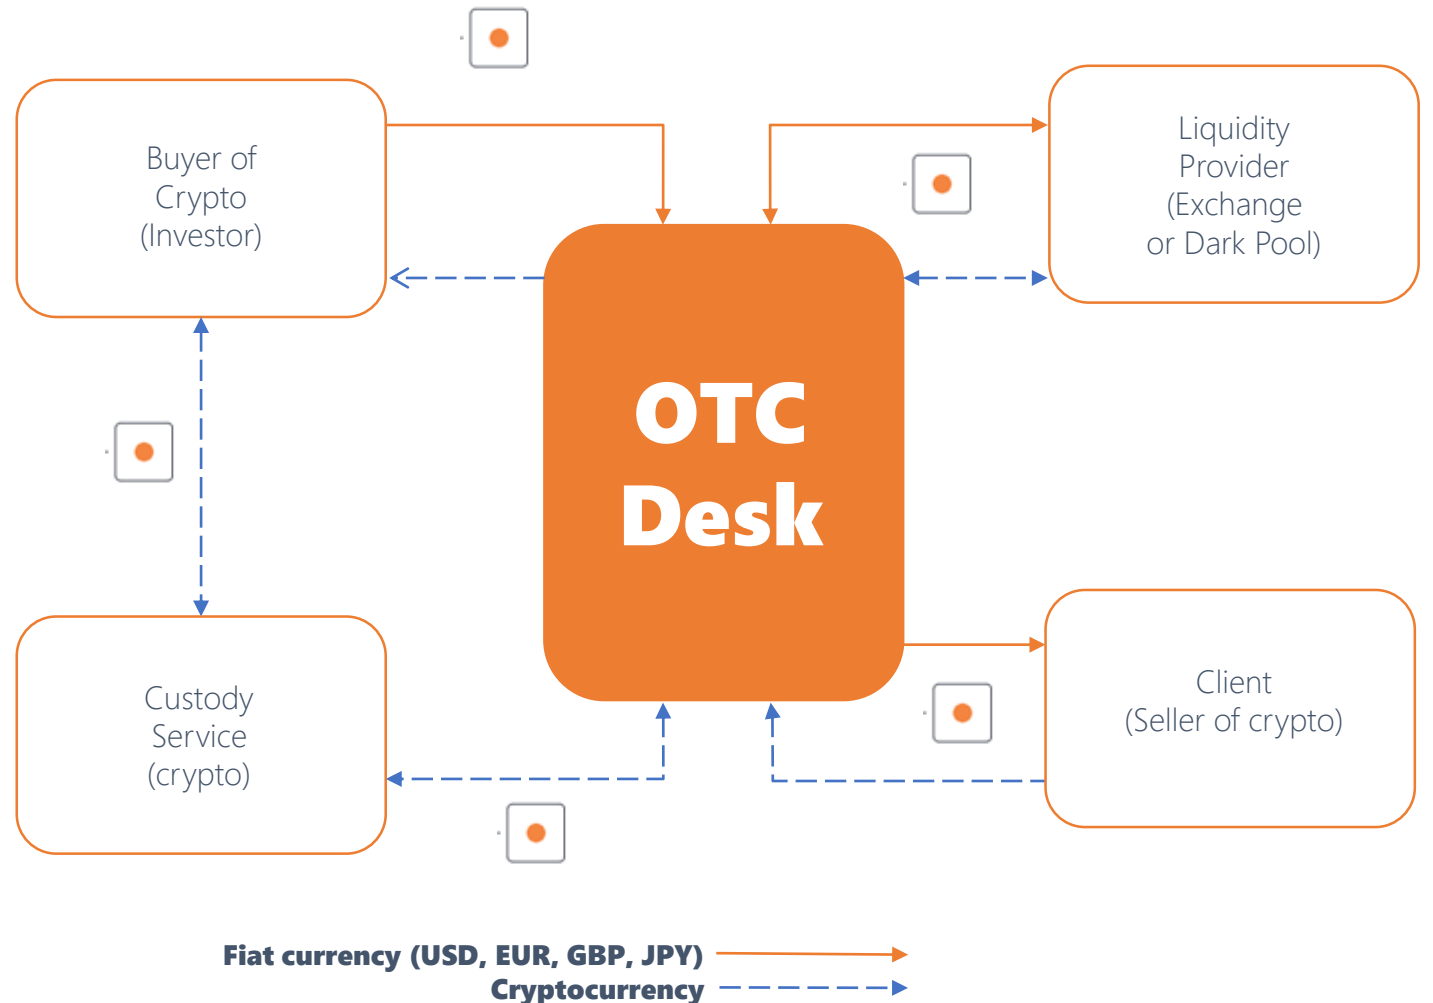 Buyer of
Crypto
(Investor)
Liquidity
Provider
(Exchange
or Dark Pool)
OTC
Desk
Custody
Service
(crypto)
Client
(Seller of crypto)
Fiat currency (USD, EUR, GBP, JPY)
Cryptocurrency